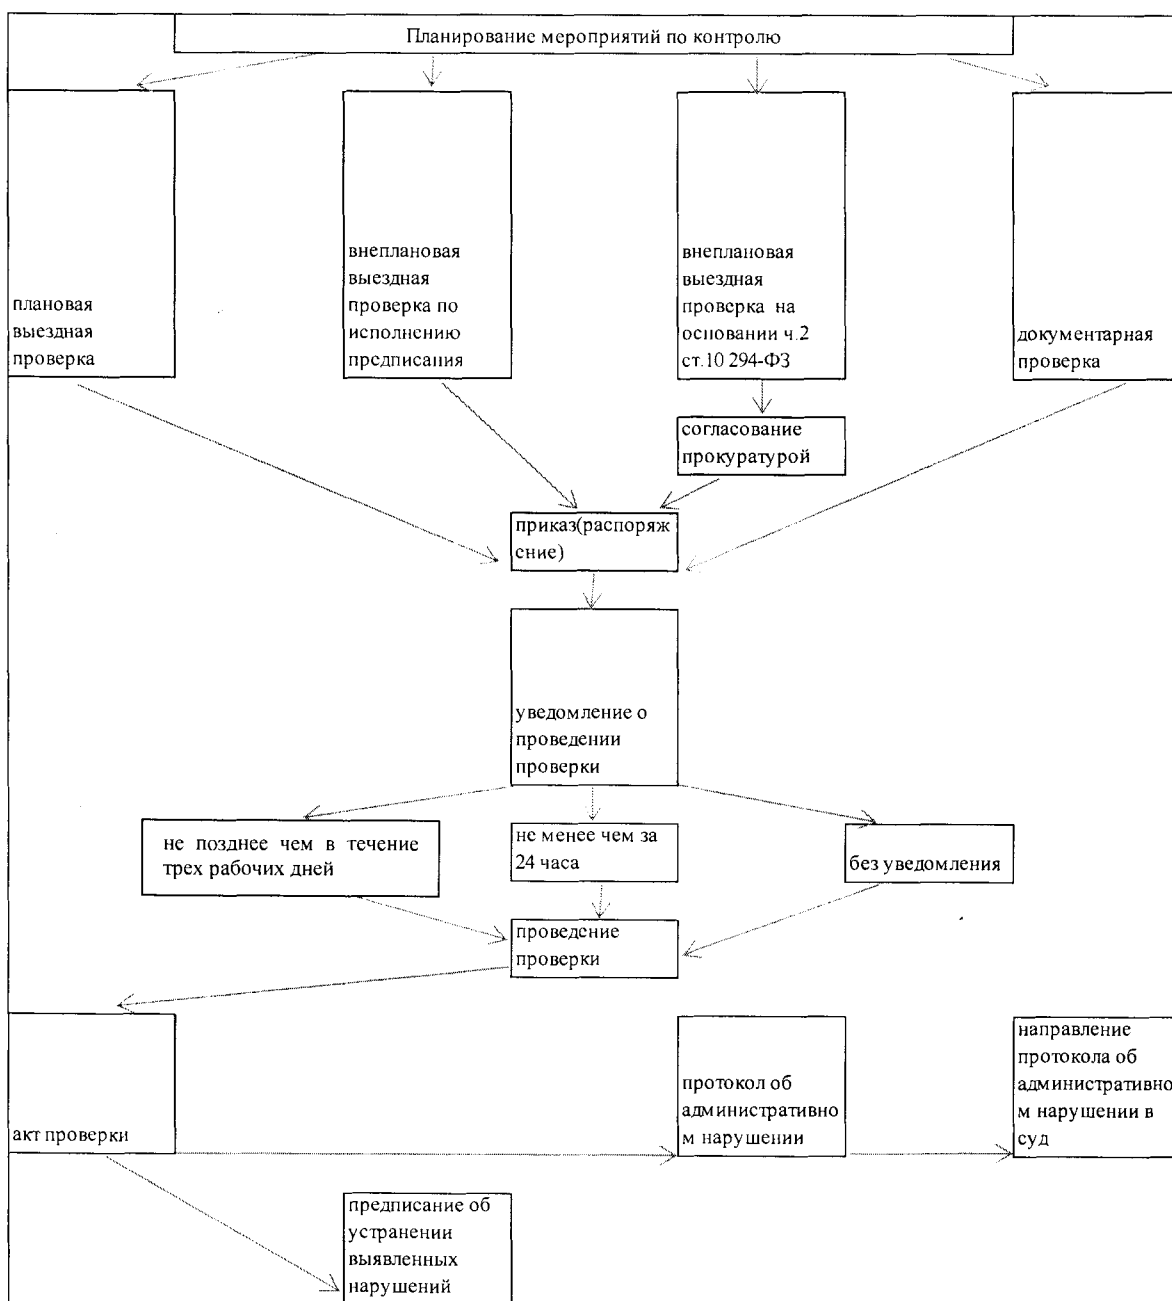 Планирование мероприятий по контролю
плановая
выездная
проверка
внеплановая
выездная
проверка по
исполнению
предписания
внеплановая
выездная
проверка на
основании ч.2
ст.10 294-ФЗ
документарная
проверка
согласование
прокуратурой
приказ(распоряж
ение)
уведомление о
проведении
проверки
не позднее чем в течение
трех рабочих дней
не менее чем за
24 часа
без уведомления
проведение
проверки
акт проверки
протокол об
административно
м нарушении
направление
протокола об
административно
м нарушении в
суд
предписание об
устранении
выявленных
нарушений